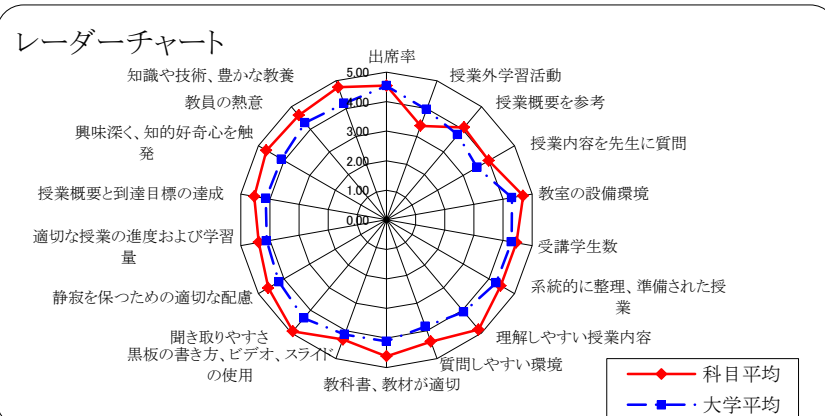 レーダーチャート
出席率
授業外学習活動
授業概要を参考
授業内容を先生に質問
教室の設備環境
受講学生数
系統的に整理、準備された授
業
理解しやすい授業内容
質問しやすい環境
教科書、教材が適切
黒板の書き方、ビデオ、スライド
の使用
聞き取りやすさ
静寂を保つための適切な配慮
適切な授業の進度および学習
量
授業概要と到達目標の達成
興味深く、知的好奇心を触
発
教員の熱意
知識や技術、豊かな教養
5.00
4.00
3.00
2.00
1.00
0.00
科目平均
大学平均